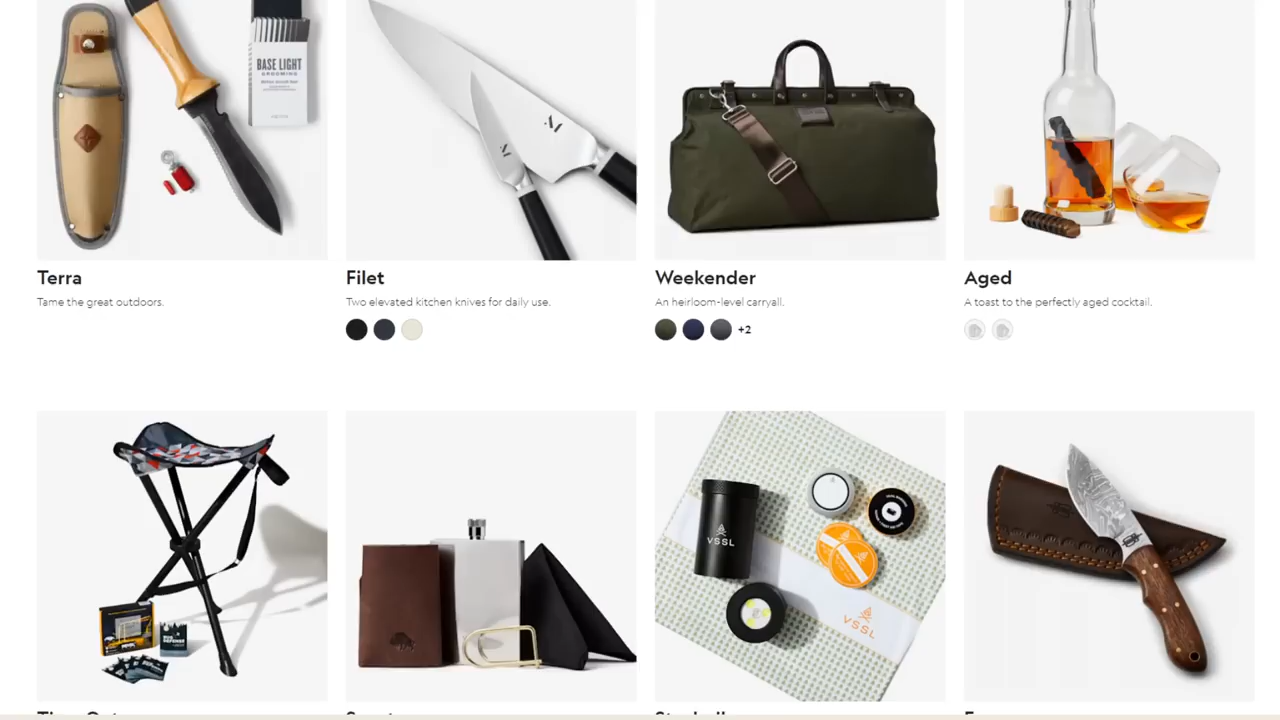 BASE LIGHT
GROOMING
Terra
Tame the great outdoors.
Filet
Two elevated kitchen knives for daily use.
Weekender
An heirloom-level carryall.
+2
Aged
A toast to the perfectly aged cocktail.
VSSL
VSSL